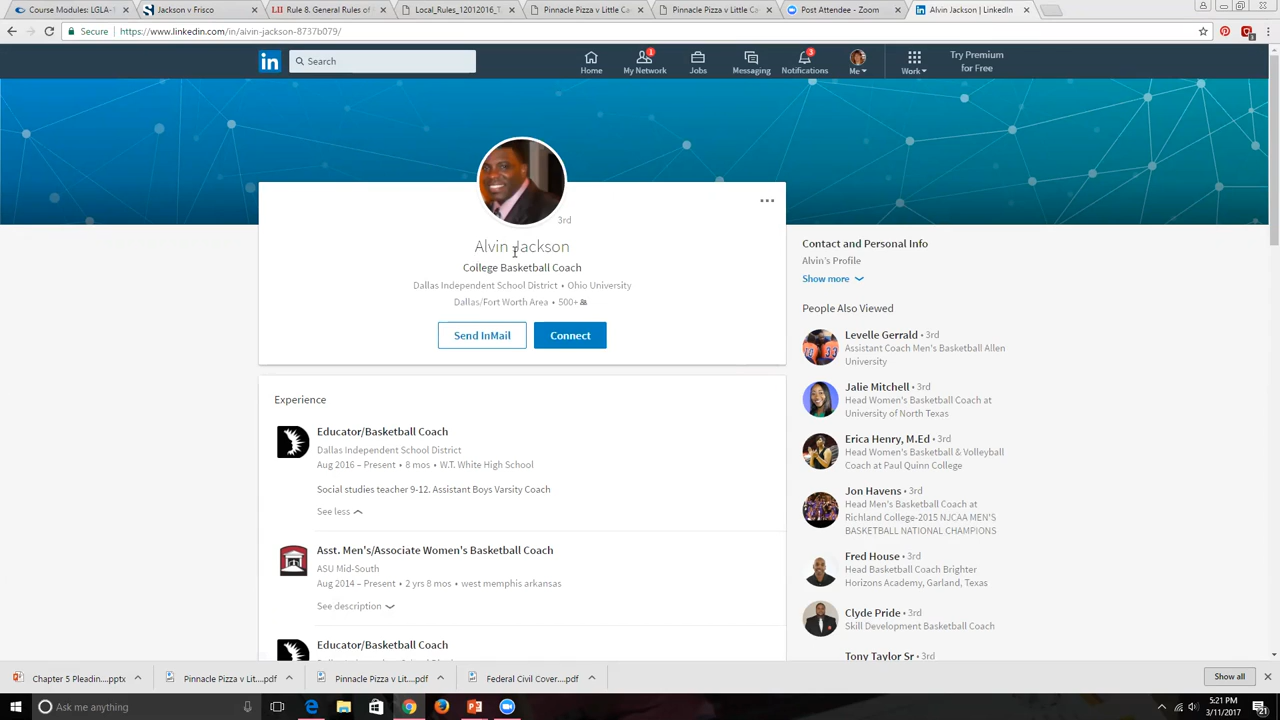 Course Modules: LGLA-1
Jackson v Frisco
Rule 8. General Rules of
Local_Rules_12012016_T
Pinnacle Pizza v Little C
Pinnacle Pizza v Little C
Post Attendee - Zoom
Alvin Jackson | LinkedIn
Secure https://www.linkedin.com/in/alvin-jackson-8737b079/
in Search
Home
1 My Network
Jobs
Messaging
3 Notifications
Me
Work
Try Premium
for Free
3rd
Alvin Jackson
College Basketball Coach
Dallas Independent School District • Ohio University
Dallas/Fort Worth Area • 500+
Send InMail
Connect
Experience
Educator/Basketball Coach
Dallas Independent School District
Aug 2016 – Present • 8 mos • W.T. White High School
Social studies teacher 9-12. Assistant Boys Varsity Coach
See less
Asst. Men's/Associate Women's Basketball Coach
ASU Mid-South
Aug 2014 – Present • 2 yrs 8 mos • west memphis arkansas
See description
Educator/Basketball Coach
Contact and Personal Info
Alvin's Profile
Show more
People Also Viewed
Levelle Gerrald • 3rd
Assistant Coach Men's Basketball Allen
University
Jalie Mitchell • 3rd
Head Women's Basketball Coach at
University of North Texas
Erica Henry, M.Ed • 3rd
Head Women's Basketball & Volleyball
Coach at Paul Quinn College
Jon Havens • 3rd
Head Men's Basketball Coach at
Richland College-2015 NJCAA MEN'S
BASKETBALL NATIONAL CHAMPIONS
Fred House • 3rd
Head Basketball Coach Brighter
Horizons Academy, Garland, Texas
Clyde Pride • 3rd
Skill Development Basketball Coach
Tony Taylor Sr • 3rd
Chapter 5 Pleadin....pptx
Pinnacle Pizza v Lit....pdf
Pinnacle Pizza v Lit....pdf
Federal Civil Cover....pdf
Show all
Ask me anything
5:21 PM
3/11/2017